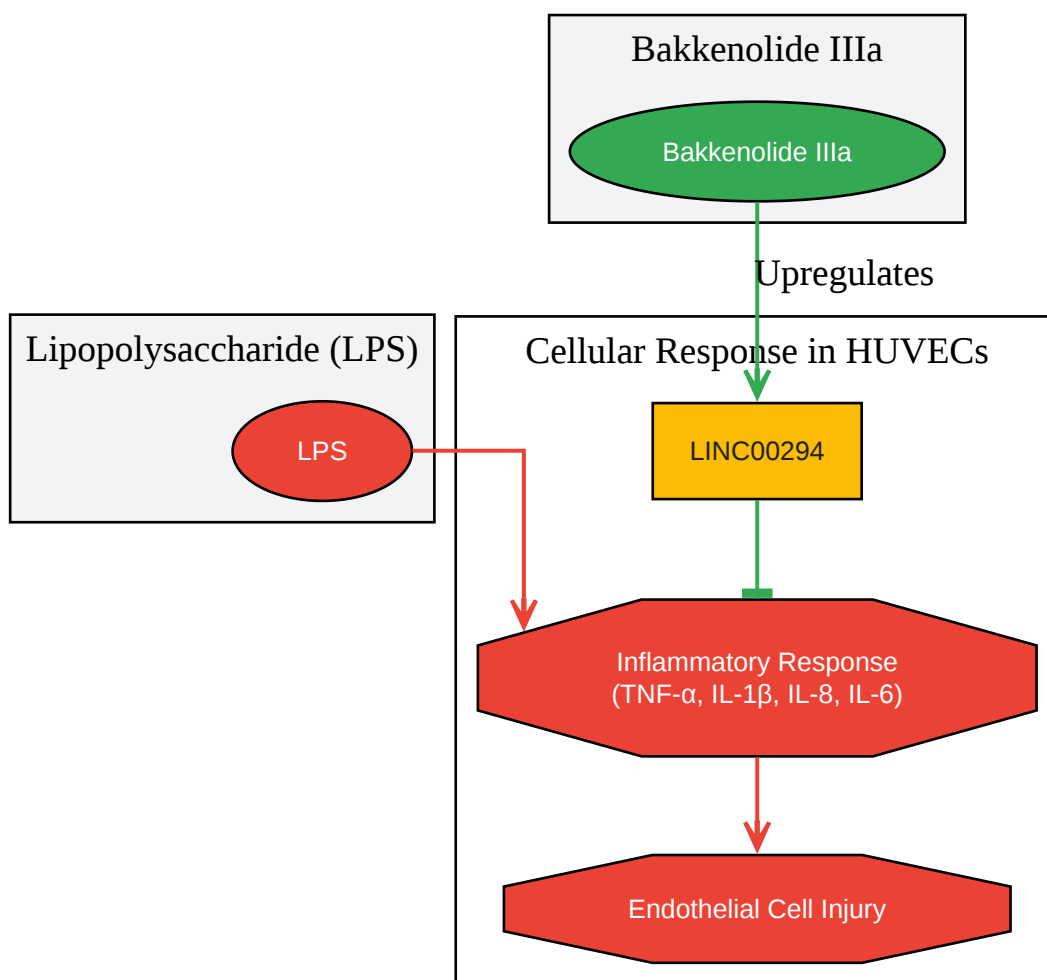 Bakkenolide IIIa
Bakkenolide IIIa
Upregulates
Lipopolysaccharide (LPS)
LPS
Cellular Response in HUVECs
LINC00294
Inflammatory Response
(TNF-α, IL-1β, IL-8, IL-6)
Endothelial Cell Injury